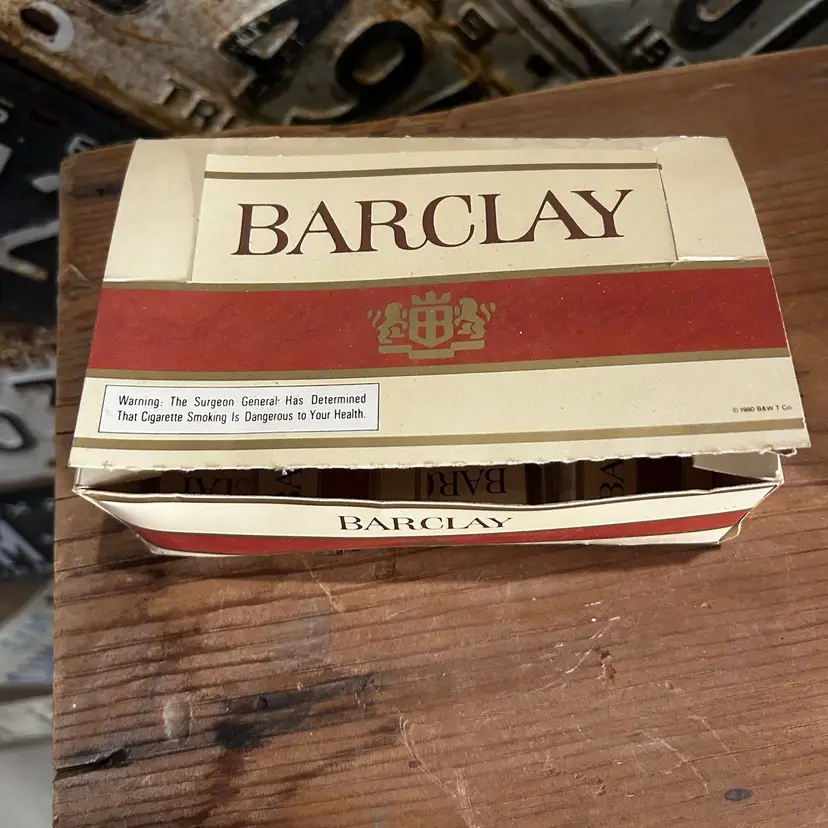 BARCLAY
Warning: The Surgeon General Has Determined
That Cigarette Smoking Is Dangerous to Your Health.
© 1980 B&W T Co
BARCLAY